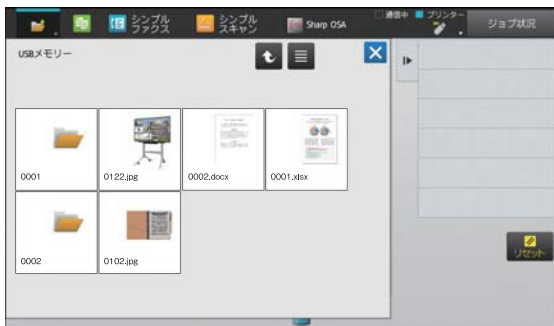 シンプル
ファクス
シンプル
スキャン
Sharp OSA
通信中
プリンター
ジョブ状況
USBメモリー
0001
0122.jpg
0002.docx
0001.xlsx
0002
0102.jpg
リセット